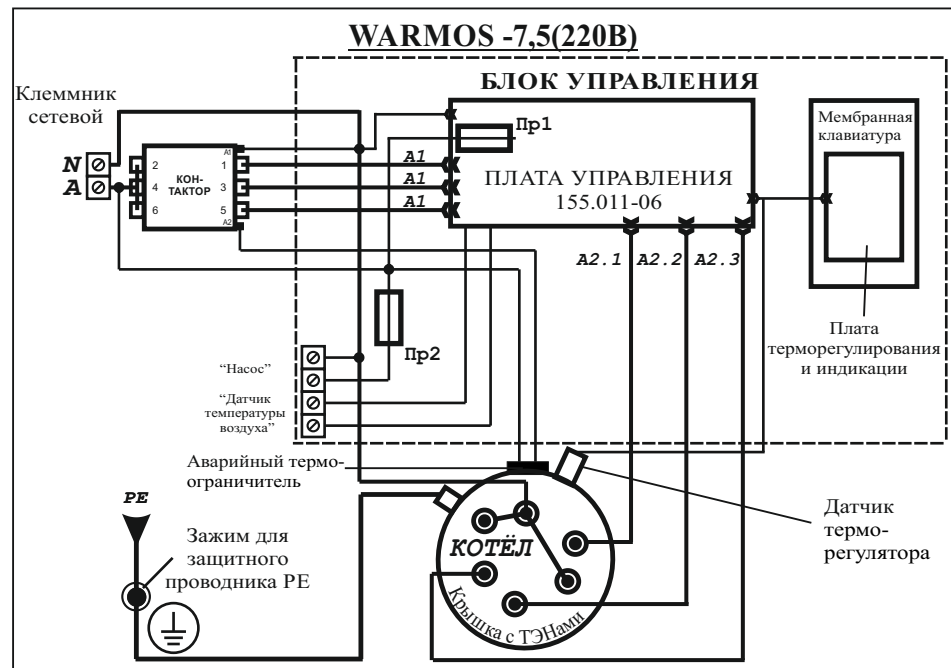 WARMOS -7,5(220В)
БЛОК УПРАВЛЕНИЯ
Клеммник
сетевой
N
A
2
4
6
КОН-
ТАКТОР
A1
1
3
5
A2
A1
A1
A1
Пр1
ПЛАТА УПРАВЛЕНИЯ
155.011-06
Мембранная
клавиатура
A2.1
A2.2
A2.3
Плата
терморегулирования
и индикации
Пр2
“Насос”
“Датчик
температуры
воздуха”
Аварийный термо-
ограничитель
PE
Зажим для
защитного
проводника РЕ
КОТЁЛ
Крышка с ТЭНами
Датчик
термо-
регулятора